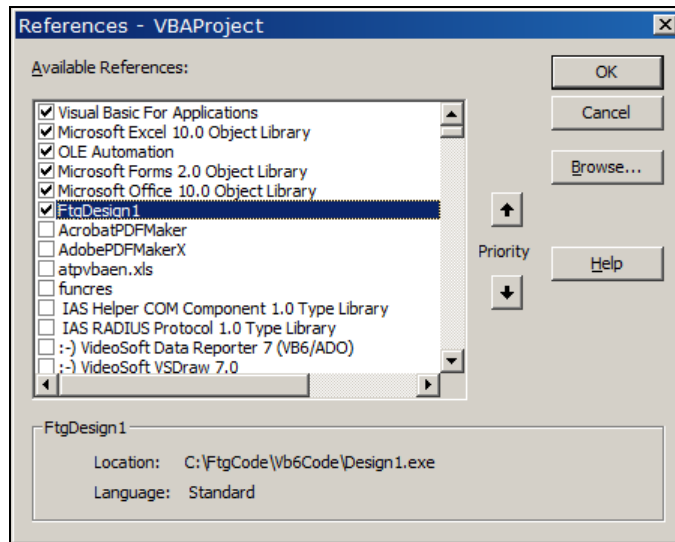 References - VBAProject
Available References:
OK
Visual Basic For Applications
Microsoft Excel 10.0 Object Library
OLE Automation
Microsoft Forms 2.0 Object Library
Microsoft Office 10.0 Object Library
FtgDesign1
AcrobatPDFMaker
AdobePDFMakerX
atpvbaen.xls
funcres
IAS Helper COM Component 1.0 Type Library
IAS RADIUS Protocol 1.0 Type Library
:-) VideoSoft Data Reporter 7 (VB6/ADO)
:-) VideoSoft VSDraw 7.0
Cancel
Browse...
Priority
Help
FtgDesign1
Location: C:\FtgCode\Vb6Code\Design1.exe
Language: Standard